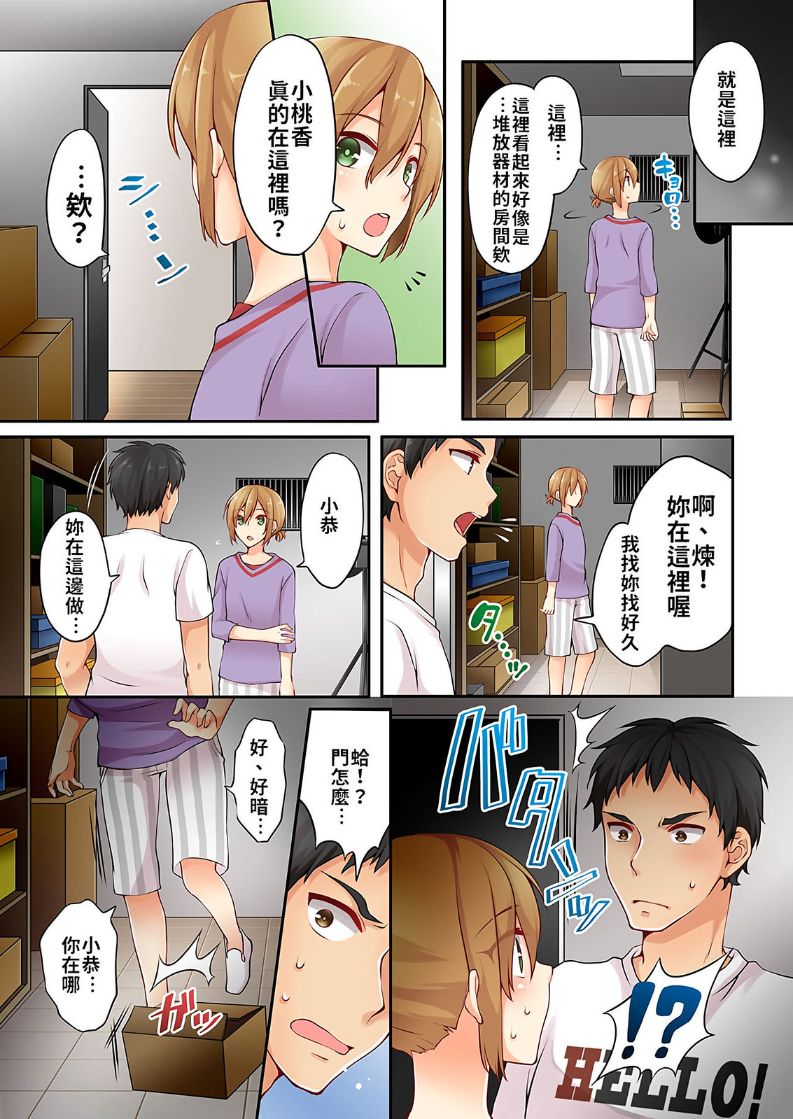 就是這裡
這裡…
這裡看起來好像是
…堆放器材的房間欸
キョロ…
小桃香
真的在這裡嗎？
…欸？
啊、煉！
妳在這裡喔
我找妳找好久
タ…ッ
小恭
妳在這邊做…
バタンッ
!?
HELLO!
蛤！？
門怎麼…
好、好暗…
小恭…
你在哪
ガッ